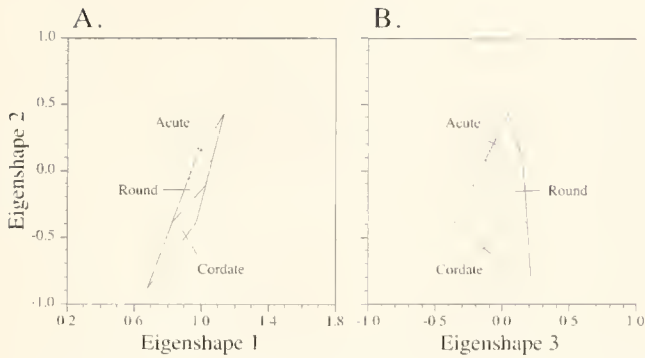 A.
B.
Eigenshape 2
1.0
0.5
0.0
-0.5
-1.0
Acute
Round
Cordate
0.2 0.6 1.0 1.4 1.8
Eigenshape 1
Acute
Round
Cordate
-1.0 -0.5 0.0 0.5 1.0
Eigenshape 3